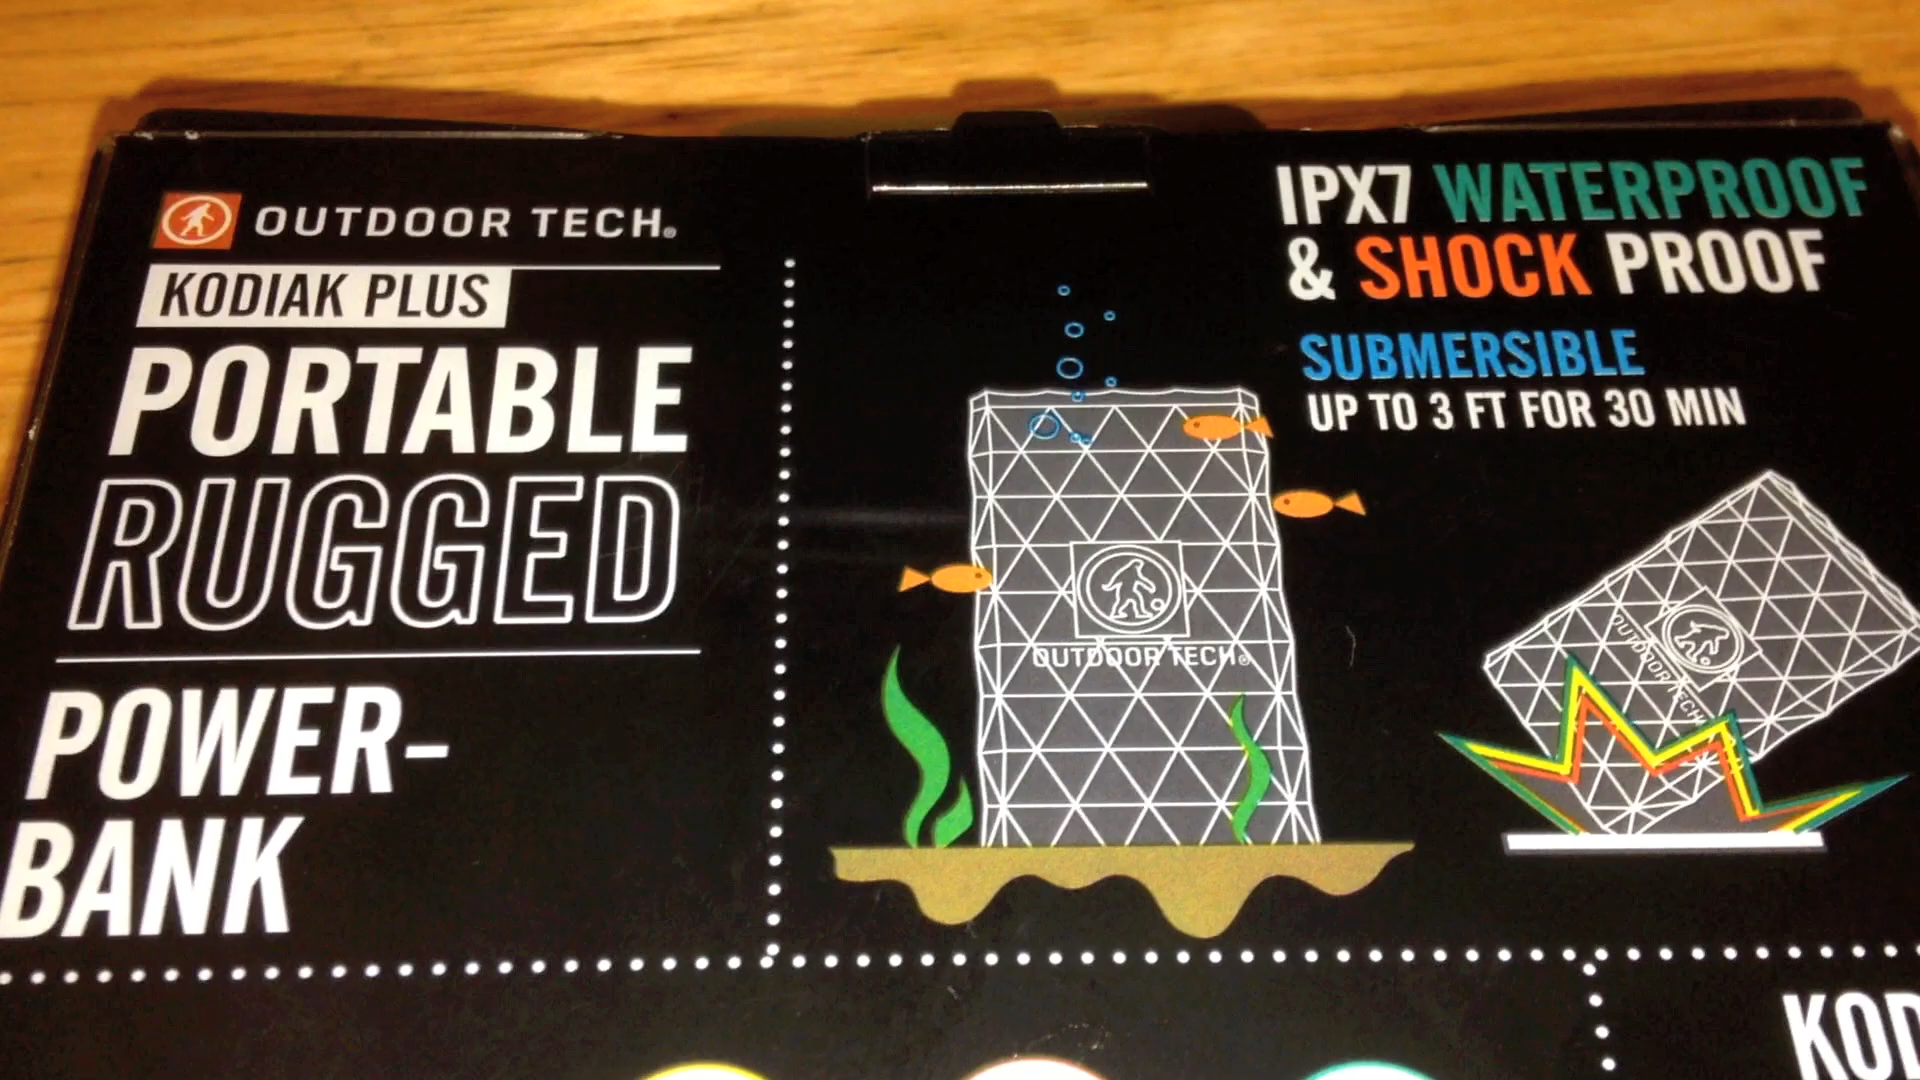 OUTDOOR TECH®
KODIAK PLUS
PORTABLE
RUGGED
POWER-
BANK
IPX7 WATERPROOF
& SHOCK PROOF
SUBMERSIBLE
UP TO 3 FT FOR 30 MIN
OUTDOOR TECH®
OUTDOOR TECH
KOD